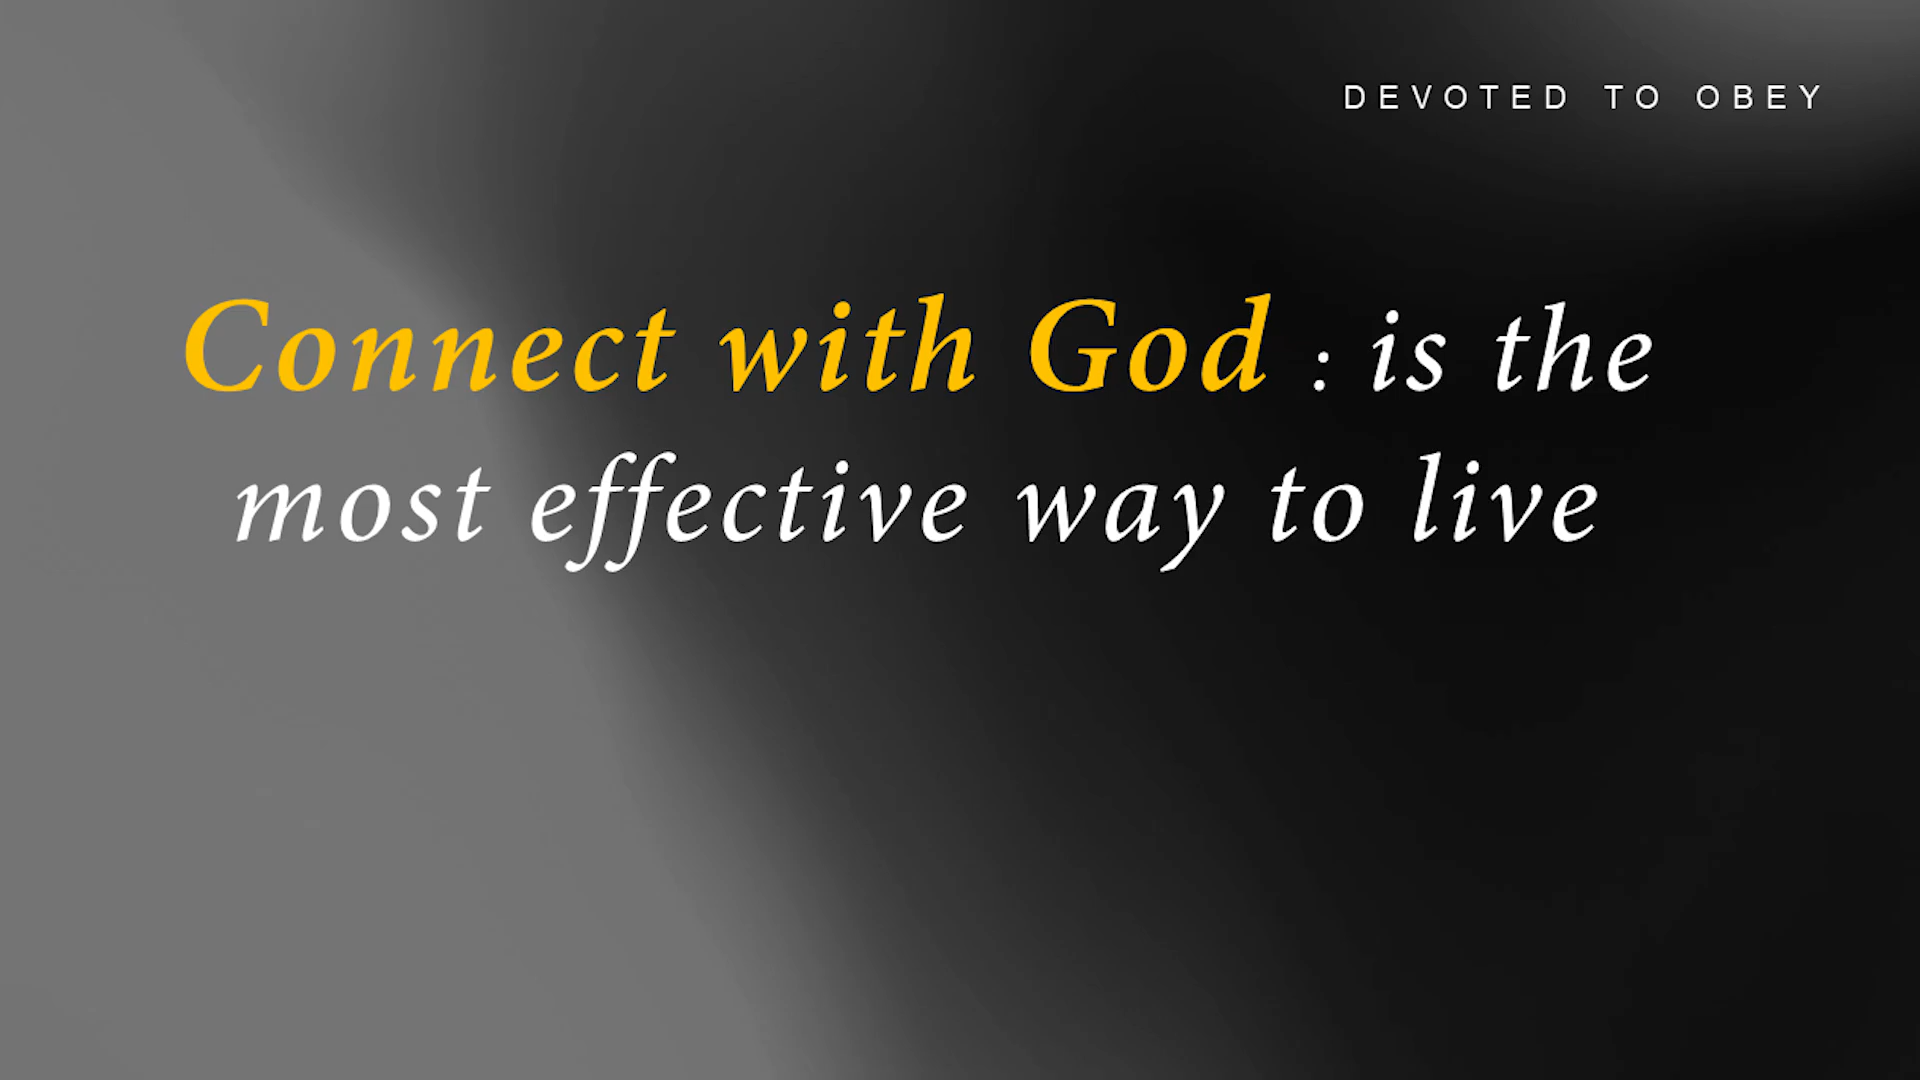 DEVOTED TO OBEY
Connect with God : is the
most effective way to live